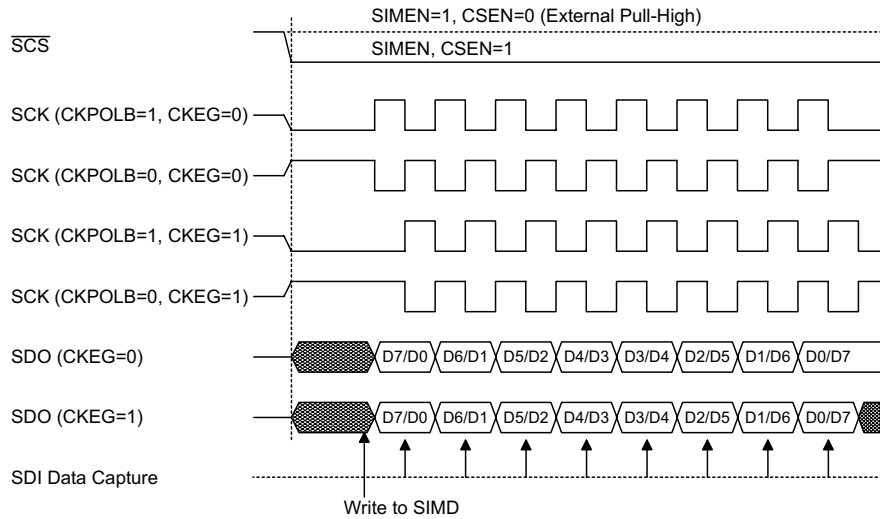 SIMEN=1, CSEN=0 (External Pull-High)
SCS
SIMEN, CSEN=1
SCK (CKPOLB=1, CKEG=0)
SCK (CKPOLB=0, CKEG=0)
SCK (CKPOLB=1, CKEG=1)
SCK (CKPOLB=0, CKEG=1)
SDO (CKEG=0) D7/D0 D6/D1 D5/D2 D4/D3 D3/D4 D2/D5 D1/D6 D0/D7
SDO (CKEG=1) D7/D0 D6/D1 D5/D2 D4/D3 D3/D4 D2/D5 D1/D6 D0/D7
SDI Data Capture
Write to SIMD